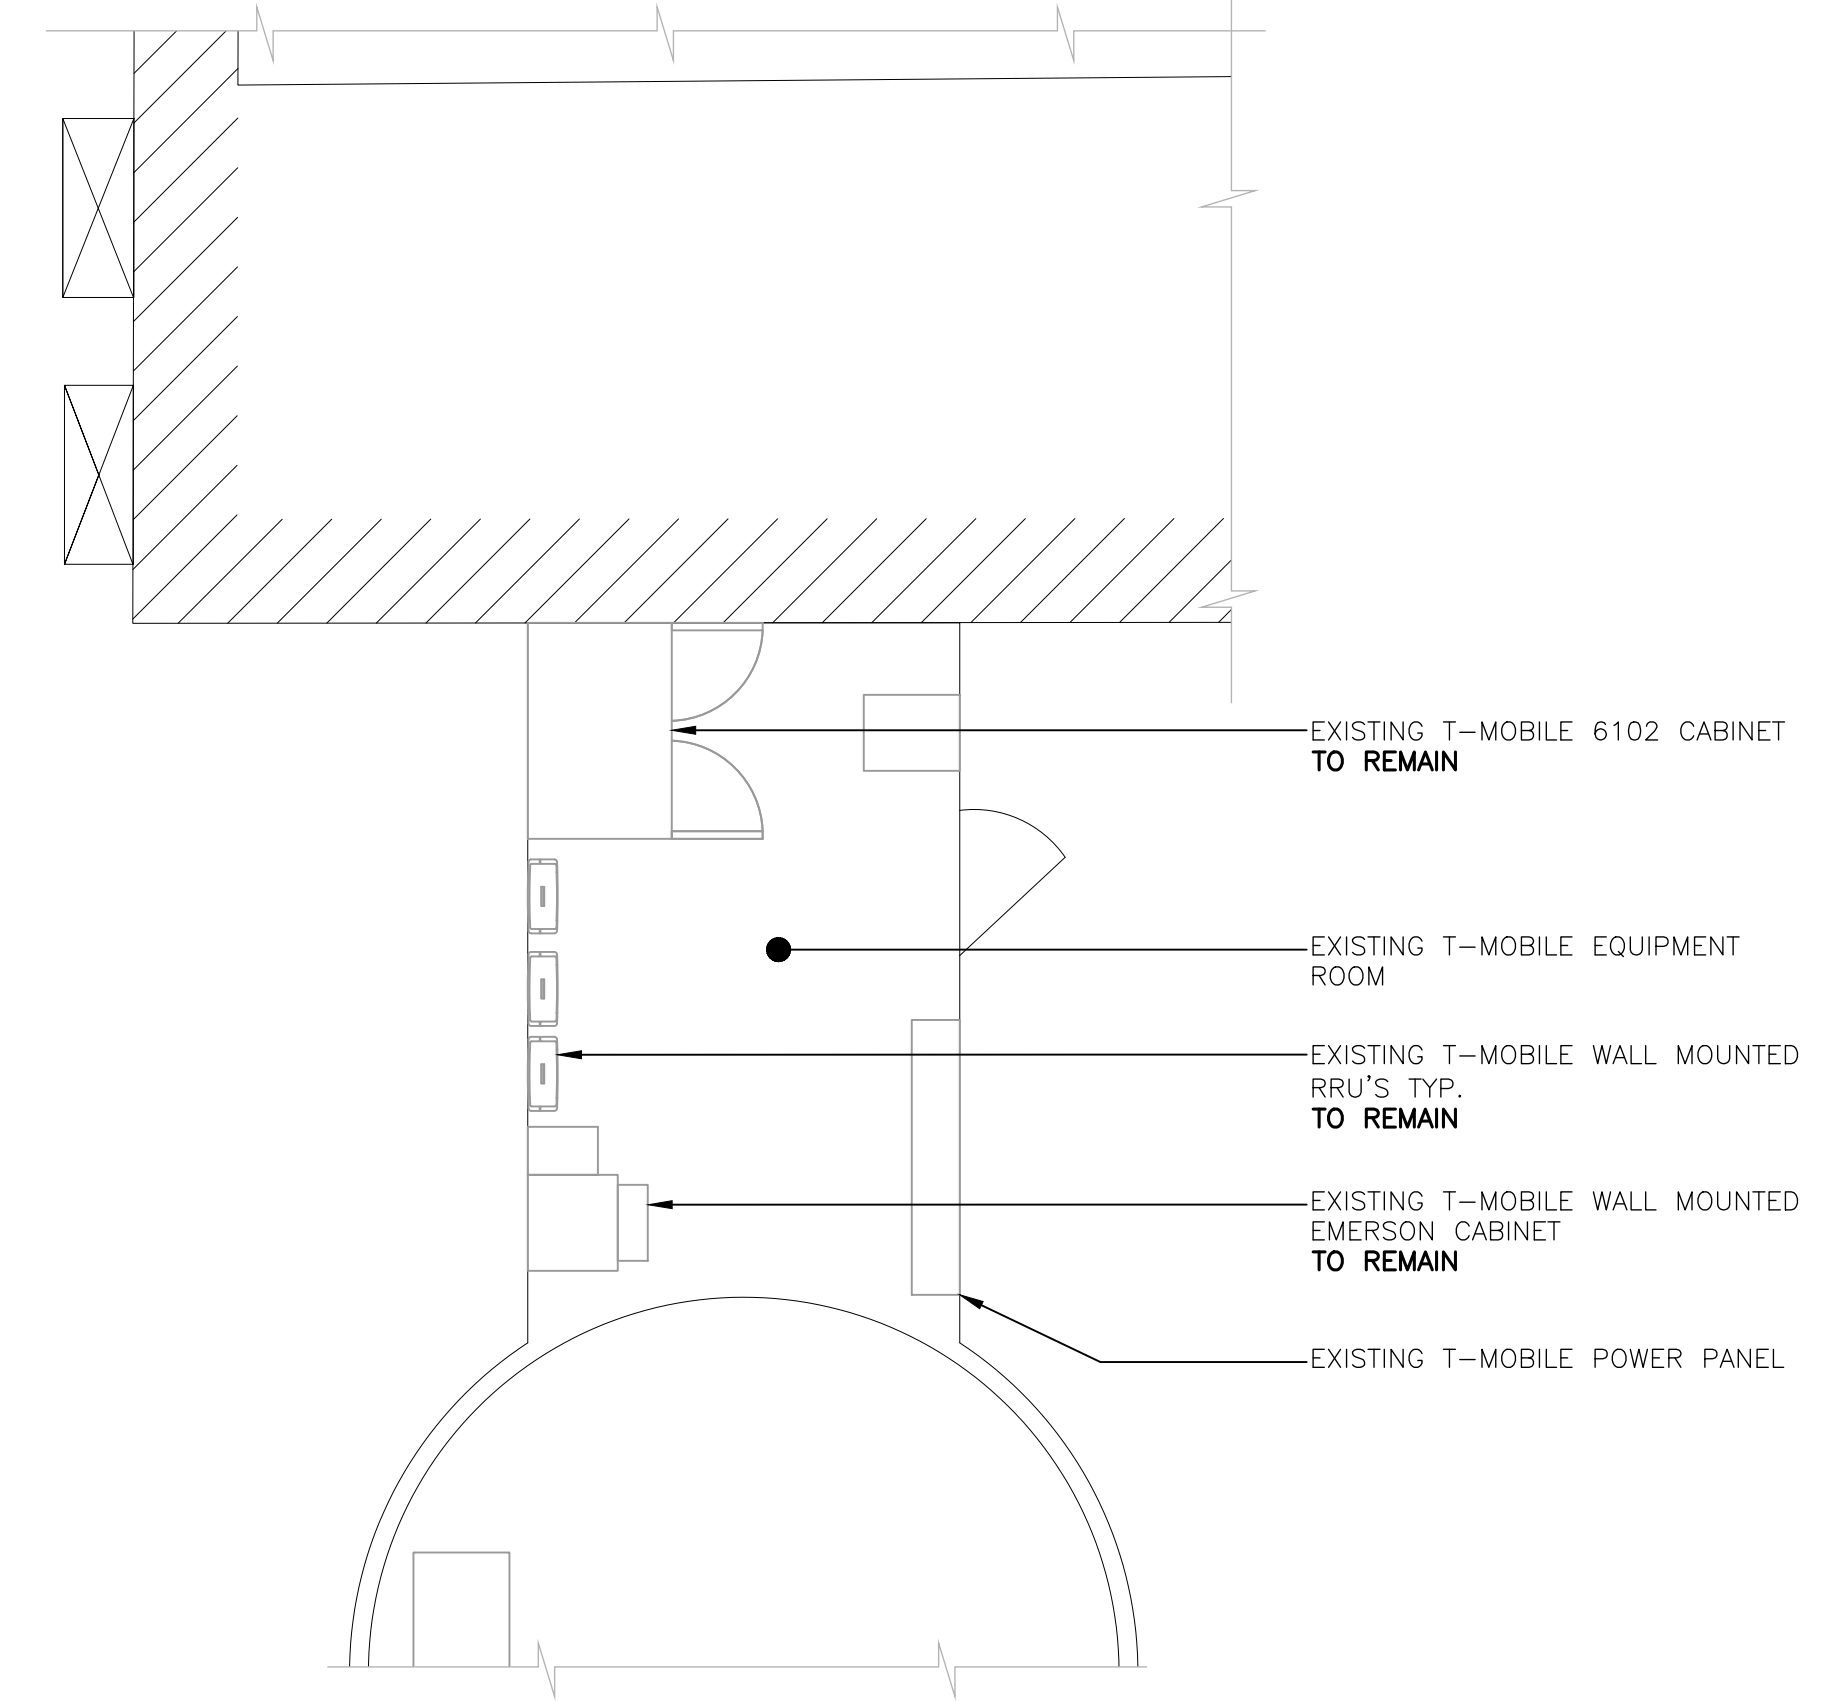 EXISTING T-MOBILE 6102 CABINET
TO REMAIN
EXISTING T-MOBILE EQUIPMENT
ROOM
EXISTING T-MOBILE WALL MOUNTED
RRU'S TYP.
TO REMAIN
EXISTING T-MOBILE WALL MOUNTED
EMERSON CABINET
TO REMAIN
EXISTING T-MOBILE POWER PANEL